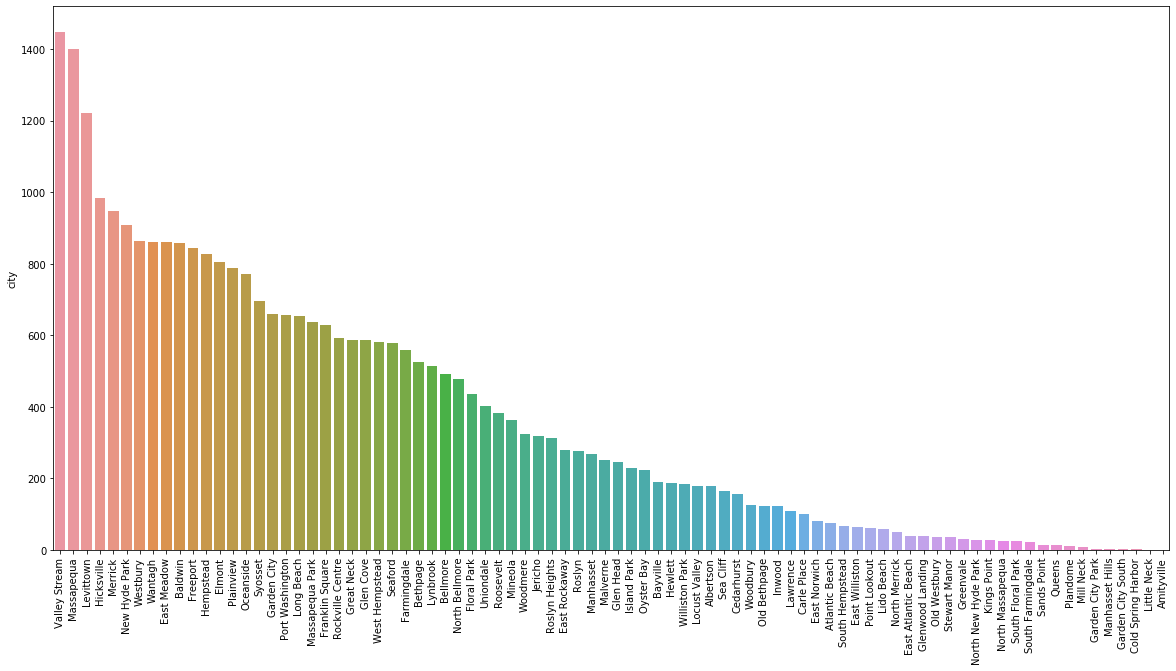 1400
1200
1000
800
600
400
200
0
city
Valley Stream
Massapequa
Levittown
Hicksville
Merrick
New Hyde Park
Westbury
Wantagh
East Meadow
Baldwin
Freeport
Hempstead
Elmont
Plainview
Oceanside
Syosset
Garden City
Port Washington
Long Beach
Massapequa Park
Franklin Square
Rockville Centre
Great Neck
Glen Cove
West Hempstead
Seaford
Farmingdale
Bethpage
Lynbrook
Bellmore
North Bellmore
Floral Park
Uniondale
Roosevelt
Mineola
Woodmere
Jericho
Roslyn Heights
East Rockaway
Roslyn
Manhasset
Malverne
Glen Head
Island Park
Oyster Bay
Bayville
Hewlett
Williston Park
Locust Valley
Albertson
Sea Cliff
Cedarhurst
Woodbury
Old Bethpage
Inwood
Lawrence
Carle Place
East Norwich
Atlantic Beach
South Hempstead
East Williston
Point Lookout
Lido Beach
North Merrick
East Atlantic Beach
Glenwood Landing
Old Westbury
Stewart Manor
Greenvale
North New Hyde Park
Kings Point
North Massapequa
South Floral Park
South Farmingdale
Sands Point
Queens
Plandome
Mill Neck
Garden City Park
Manhasset Hills
Garden City South
Cold Spring Harbor
Little Neck
Amityville